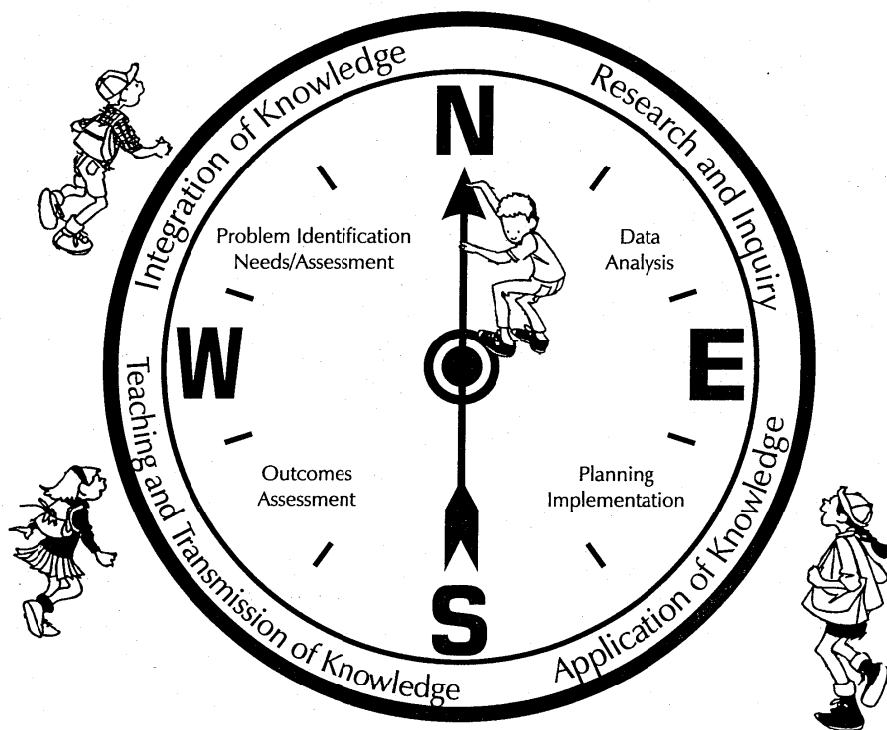 Integration of Knowledge
Research and Inquiry
N
Problem Identification
Needs/Assessment
Data
Analysis
W
E
Outcomes
Assessment
Planning
Implementation
S
Teaching and Transmission of Knowledge
Application of Knowledge